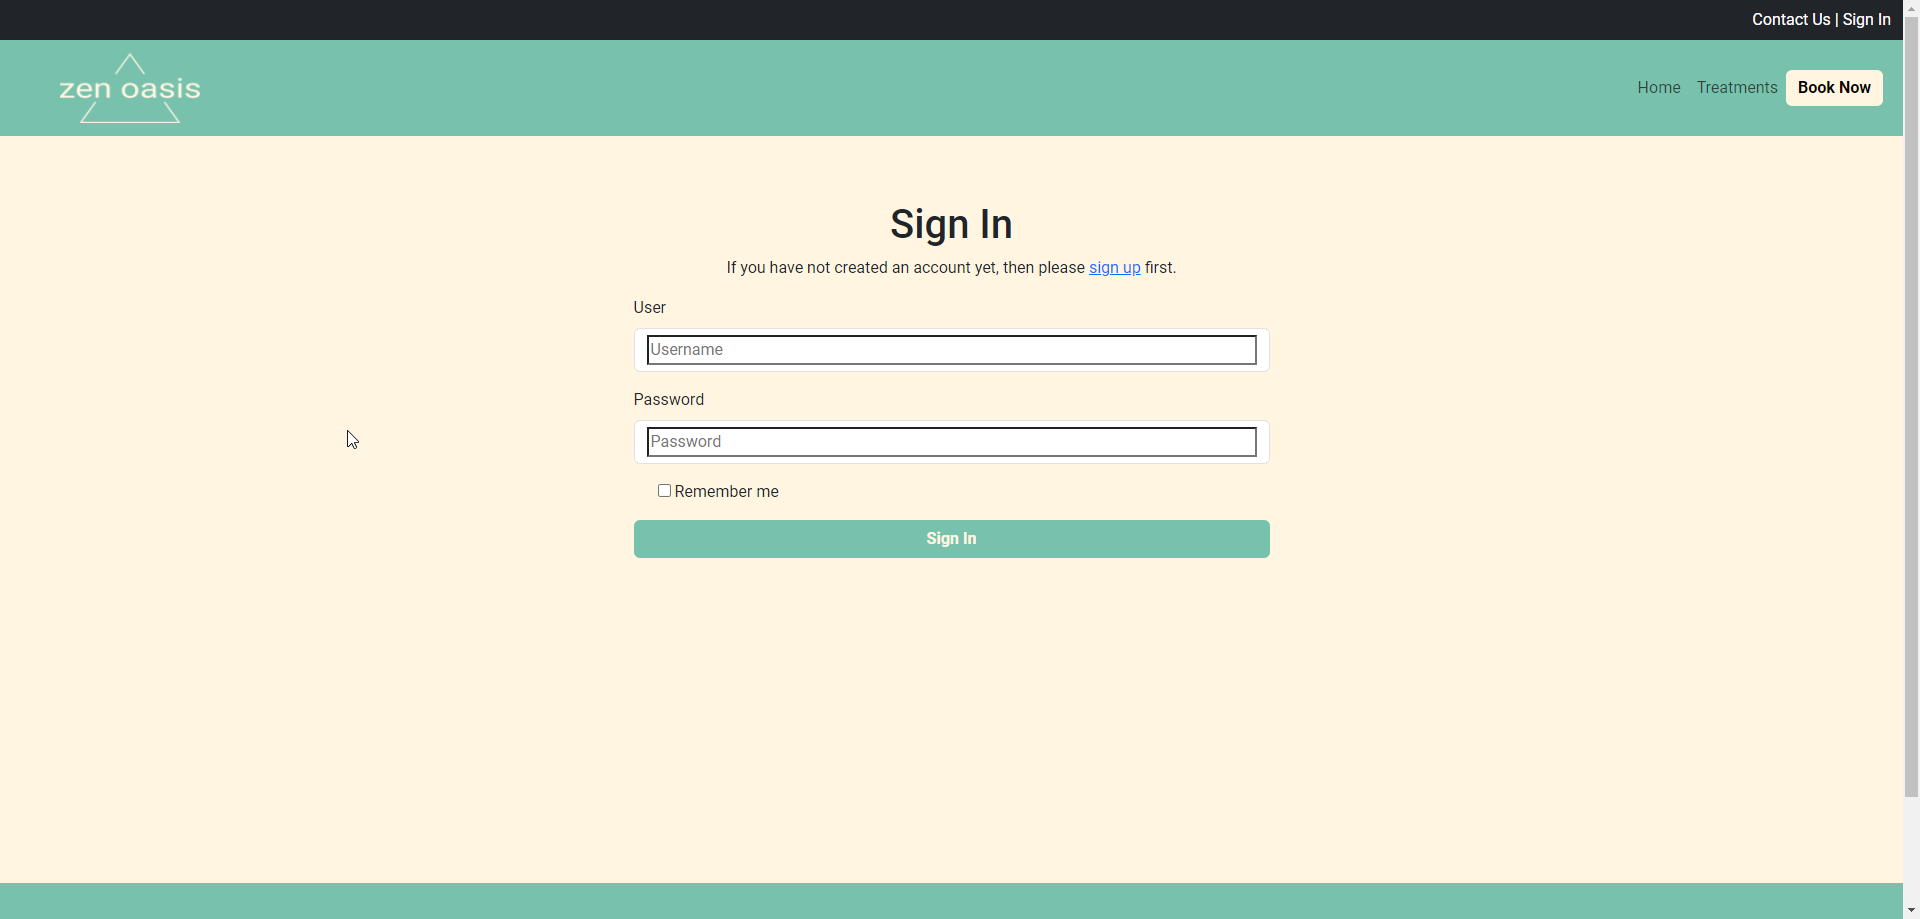 Contact Us | Sign In
zen oasis
Home Treatments Book Now
Sign In
If you have not created an account yet, then please sign up first.
User
Username
Password
Password
Remember me
Sign In